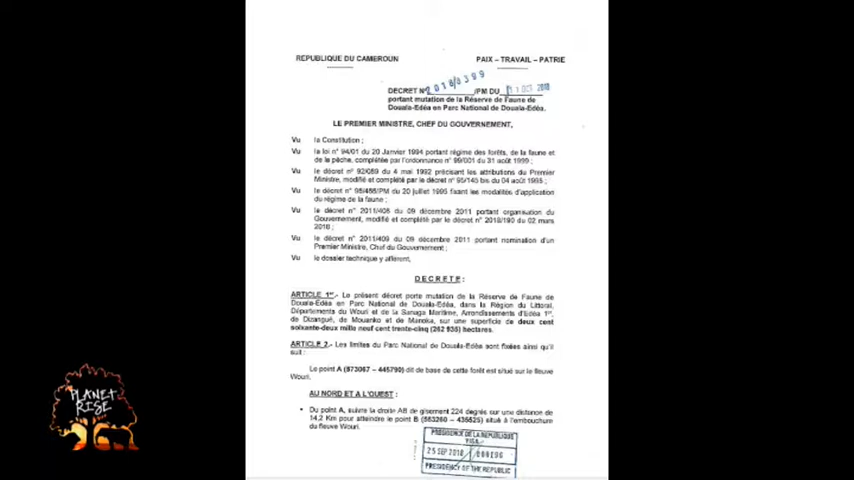 REPUBLIQUE DU CAMEROUN
PAIX – TRAVAIL – PATRIE
DECRET N° 2018/0399 /PM DU 17 OCT 2018
portant mutation de la Réserve de Faune de
Douala-Edéa en Parc National de Douala-Edéa.
LE PREMIER MINISTRE, CHEF DU GOUVERNEMENT,
Vu la Constitution ;
Vu la loi n° 94/01 du 20 Janvier 1994 portant régime des forêts, de la faune et
de la pêche, complétée par l'ordonnance n° 99/001 du 31 août 1999 ;
Vu le décret n° 92/089 du 4 mai 1992 précisant les attributions du Premier
Ministre, modifié et complété par le décret n° 95/145 bis du 04 août 1995 ;
Vu le décret n° 95/466/PM du 20 juillet 1995 fixant les modalités d'application
du régime de la faune ;
Vu le décret n° 2011/408 du 09 décembre 2011 portant organisation du
Gouvernement, modifié et complété par le décret n° 2018/190 du 02 mars
2018 ;
Vu le décret n° 2011/409 du 09 décembre 2011 portant nomination d'un
Premier Ministre, Chef du Gouvernement ;
Vu le dossier technique y afférent,
DECRETE :
ARTICLE 1er.- Le présent décret porte mutation de la Réserve de Faune de
Douala-Edéa en Parc National de Douala-Edéa, dans la Région du Littoral,
Départements du Wouri et de la Sanaga Maritime, Arrondissements d'Edéa 1er,
de Dizangué, de Mouanko et de Manoka, sur une superficie de deux cent
soixante-deux mille neuf cent trente-cinq (262 935) hectares.
ARTICLE 2.- Les limites du Parc National de Douala-Edéa sont fixées ainsi qu'il
suit :
Le point A (573067 – 445790) dit de base de cette forêt est situé sur le fleuve
Wouri.
AU NORD ET A L'OUEST :
• Du point A, suivre la droite AB de gisement 224 degrés sur une distance de
14,2 Km pour atteindre le point B (563260 – 435525) situé à l'embouchure
du fleuve Wouri.
PRESIDENCE DE LA REPUBLIQUE
VISA
25 SEP 2018
PRESIDENCY OF THE REPUBLIC
PLANET
RISE